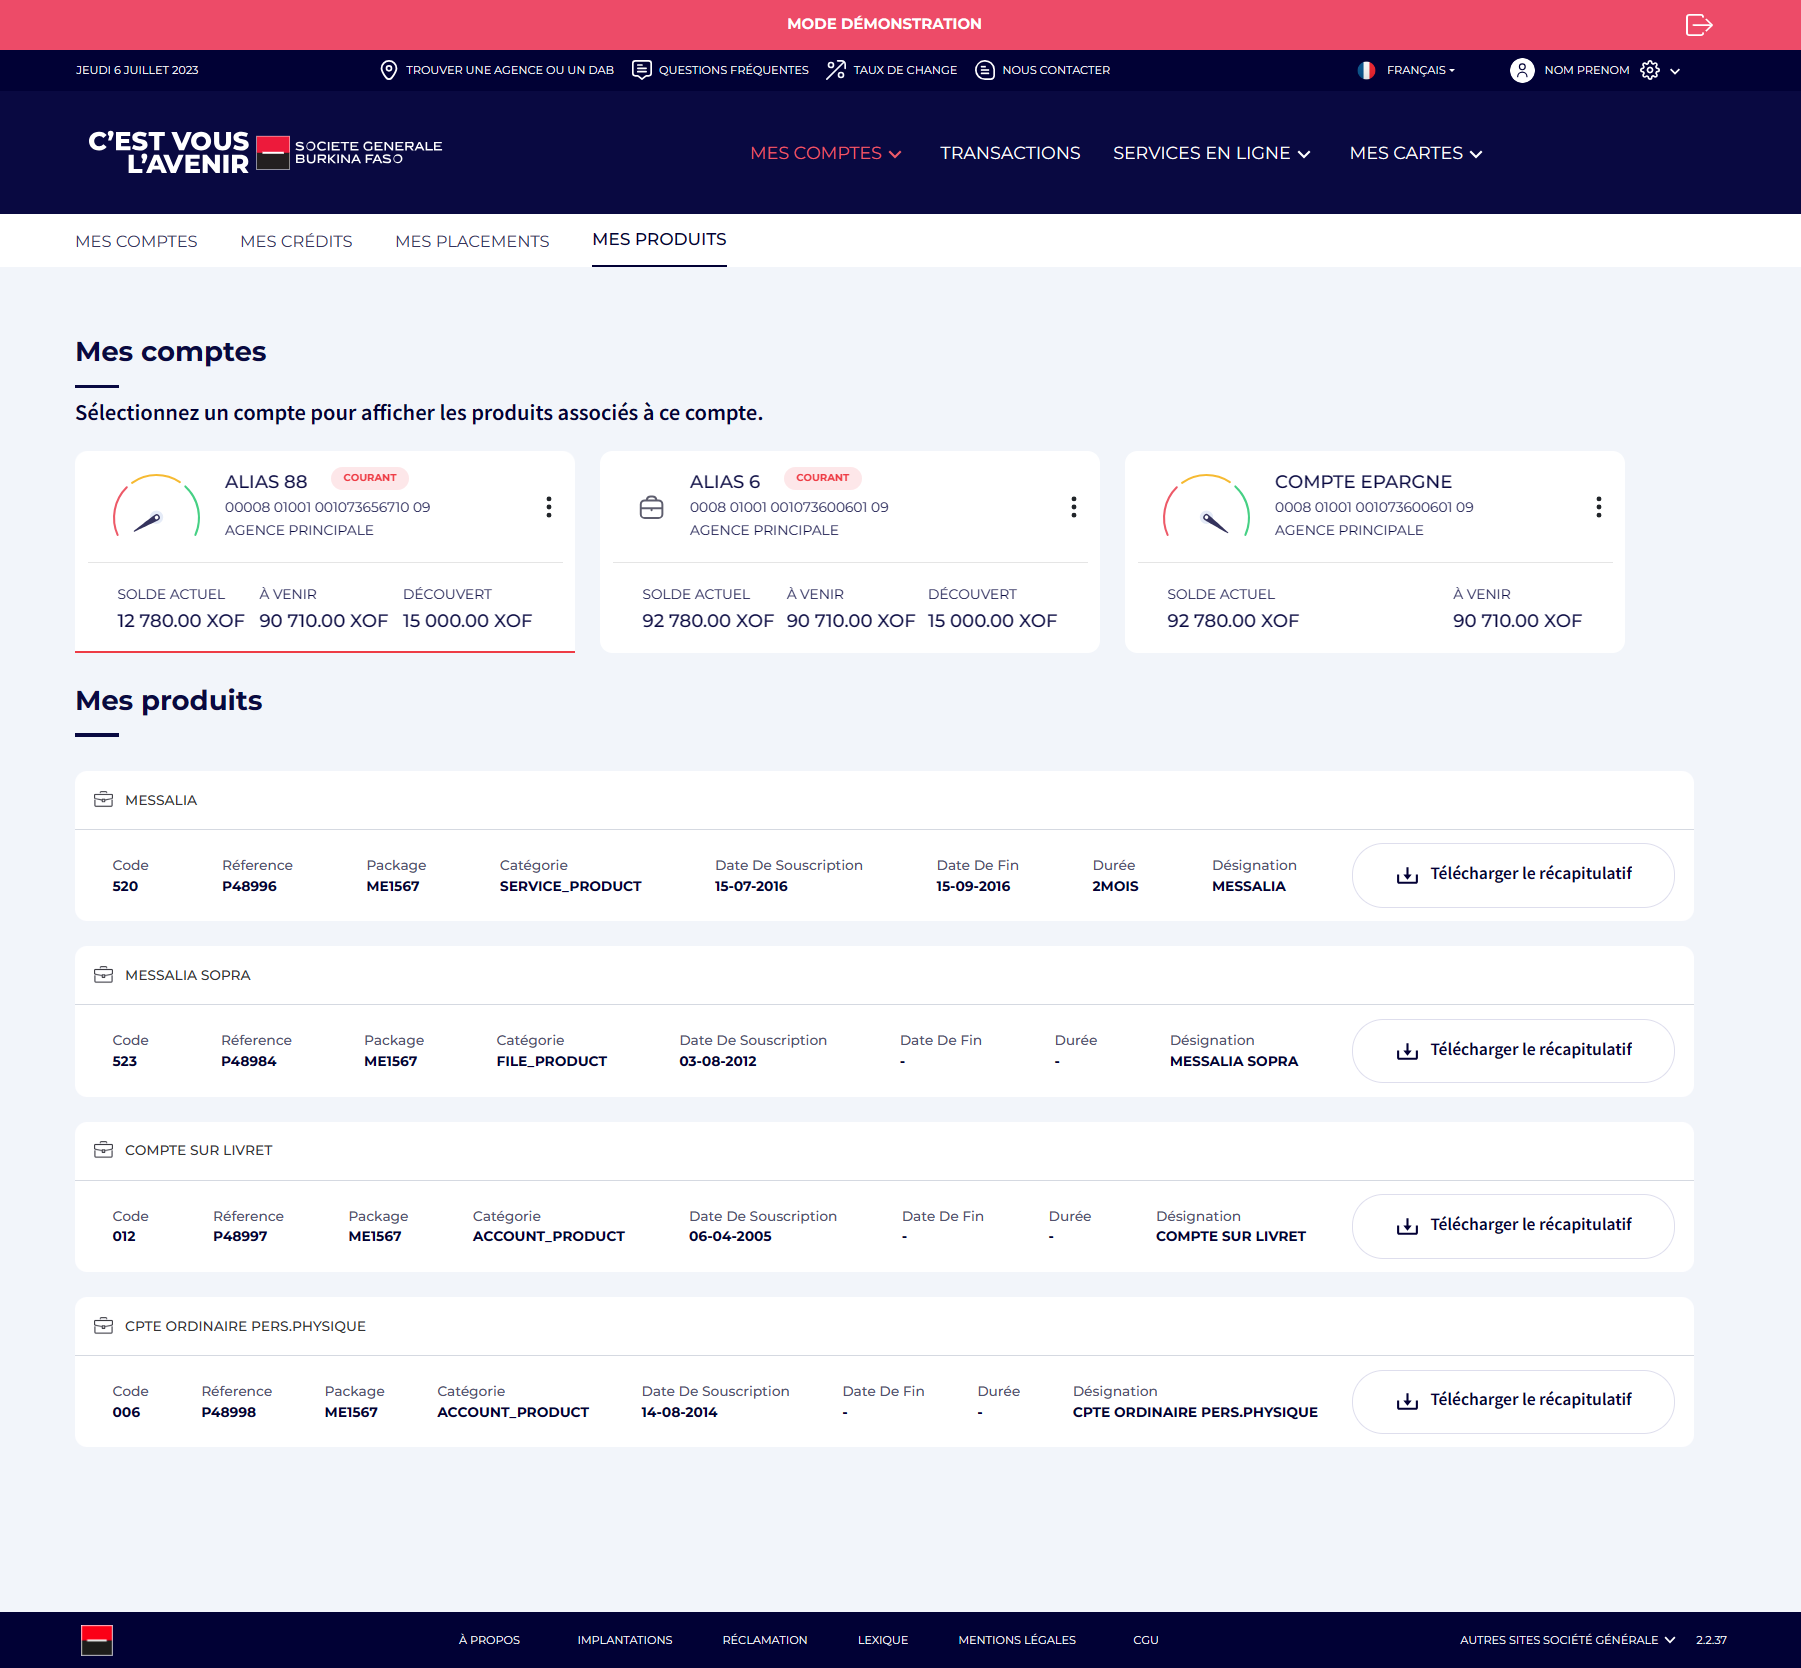 MODE DÉMONSTRATION
JEUDI 6 JUILLET 2023 TROUVER UNE AGENCE OU UN DAB QUESTIONS FRÉQUENTES TAUX DE CHANGE NOUS CONTACTER FRANÇAIS NOM PRENOM
C'EST VOUS L'AVENIR SOCIETE GENERALE BURKINA FASO
MES COMPTES TRANSACTIONS SERVICES EN LIGNE MES CARTES
MES COMPTES MES CRÉDITS MES PLACEMENTS MES PRODUITS
Mes comptes
Sélectionnez un compte pour afficher les produits associés à ce compte.
ALIAS 88 COURANT
00008 01001 001073656710 09
AGENCE PRINCIPALE
SOLDE ACTUEL À VENIR DÉCOUVERT
12 780.00 XOF 90 710.00 XOF 15 000.00 XOF
ALIAS 6 COURANT
0008 01001 001073600601 09
AGENCE PRINCIPALE
SOLDE ACTUEL À VENIR DÉCOUVERT
92 780.00 XOF 90 710.00 XOF 15 000.00 XOF
COMPTE EPARGNE
0008 01001 001073600601 09
AGENCE PRINCIPALE
SOLDE ACTUEL À VENIR
92 780.00 XOF 90 710.00 XOF
Mes produits
MESSALIA
Code Réference Package Catégorie Date De Souscription Date De Fin Durée Désignation
520 P48996 ME1567 SERVICE_PRODUCT 15-07-2016 15-09-2016 2MOIS MESSALIA
Télécharger le récapitulatif
MESSALIA SOPRA
Code Réference Package Catégorie Date De Souscription Date De Fin Durée Désignation
523 P48984 ME1567 FILE_PRODUCT 03-08-2012 - - MESSALIA SOPRA
Télécharger le récapitulatif
COMPTE SUR LIVRET
Code Réference Package Catégorie Date De Souscription Date De Fin Durée Désignation
012 P48997 ME1567 ACCOUNT_PRODUCT 06-04-2005 - - COMPTE SUR LIVRET
Télécharger le récapitulatif
CPTE ORDINAIRE PERS.PHYSIQUE
Code Réference Package Catégorie Date De Souscription Date De Fin Durée Désignation
006 P48998 ME1567 ACCOUNT_PRODUCT 14-08-2014 - - CPTE ORDINAIRE PERS.PHYSIQUE
Télécharger le récapitulatif
À PROPOS IMPLANTATIONS RÉCLAMATION LEXIQUE MENTIONS LÉGALES CGU AUTRES SITES SOCIÉTÉ GÉNÉRALE 2.2.37